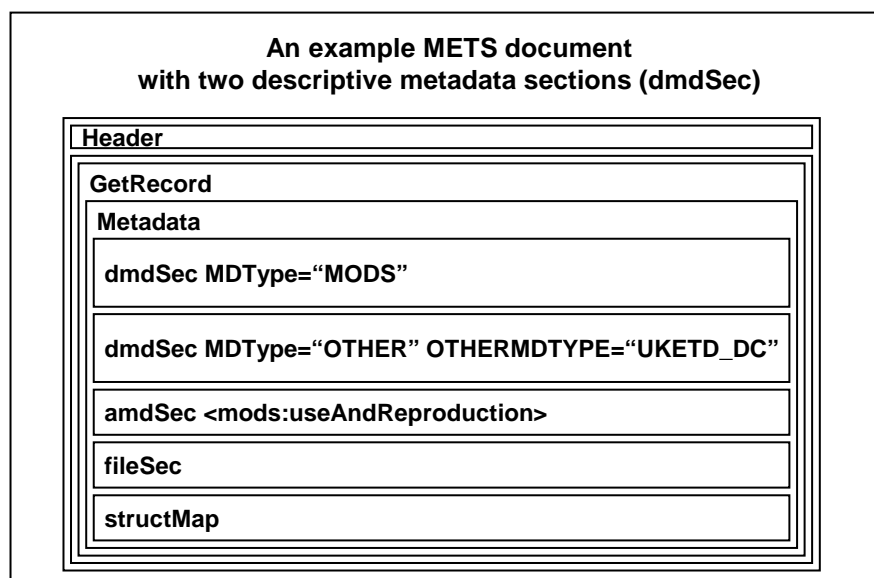 An example METS document
with two descriptive metadata sections (dmdSec)
Header
GetRecord
Metadata
dmdSec MDType=“MODS”
dmdSec MDType=“OTHER” OTHERMDTYPE=“UKETD_DC”
amdSec <mods:useAndReproduction>
fileSec
structMap